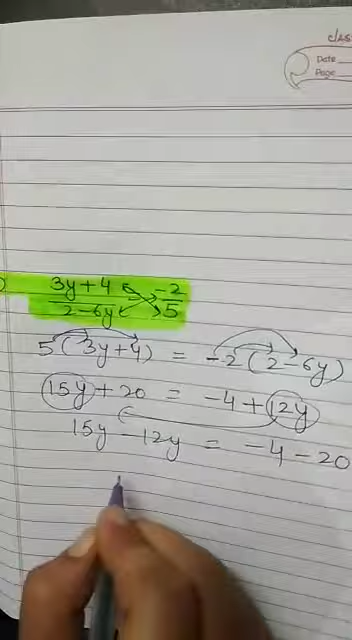 Date
Page
3y+4 / 2-6y = -2 / 5
5(3y+4) = -2(2-6y)
15y+20 = -4+12y
15y -12y = -4-20